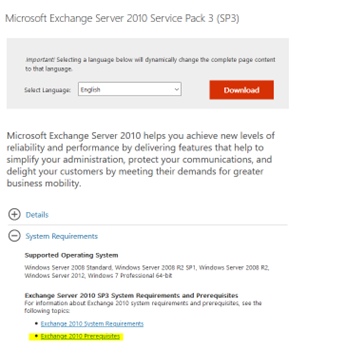 Microsoft Exchange Server 2010 Service Pack 3 (SP3)
Important! Selecting a language below will dynamically change the complete page content
to that language.
Select Language: English Download
Microsoft Exchange Server 2010 helps you achieve new levels of
reliability and performance by delivering features that help to
simplify your administration, protect your communications, and
delight your customers by meeting their demands for greater
business mobility.
Details
System Requirements
Supported Operating System
Windows Server 2008 Standard, Windows Server 2008 R2 SP1, Windows Server 2008 R2,
Windows Server 2012, Windows 7 Professional 64-bit
Exchange Server 2010 SP3 System Requirements and Prerequisites
For information about Exchange 2010 system requirements and prerequisites, see the
following topics:
Exchange 2010 System Requirements
Exchange 2010 Prerequisites